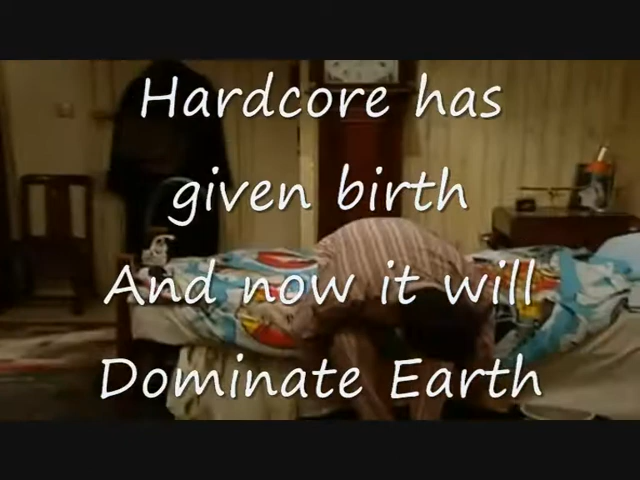 Hardcore has
given birth
And now it will
Dominate Earth